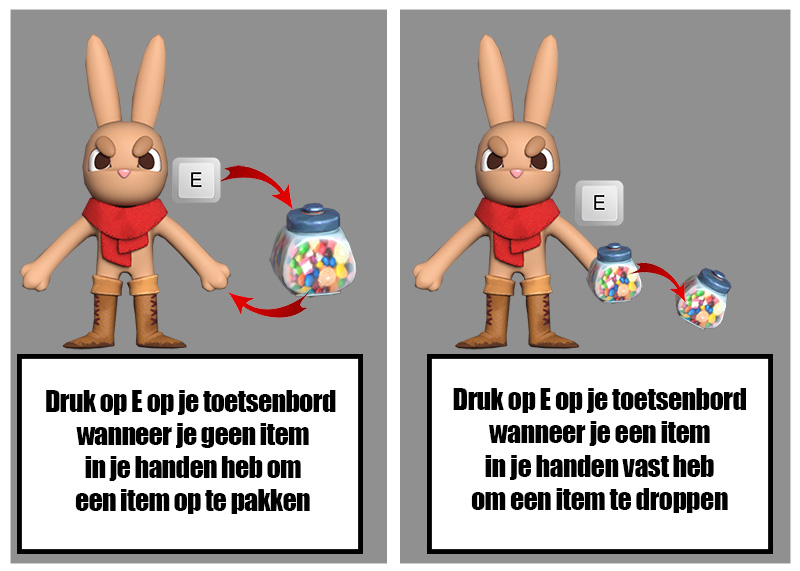 E
Druk op E op je toetsenbord
wanneer je geen item
in je handen heb om
een item op te pakken
E
Druk op E op je toetsenbord
wanneer je een item
in je handen vast heb
om een item te droppen